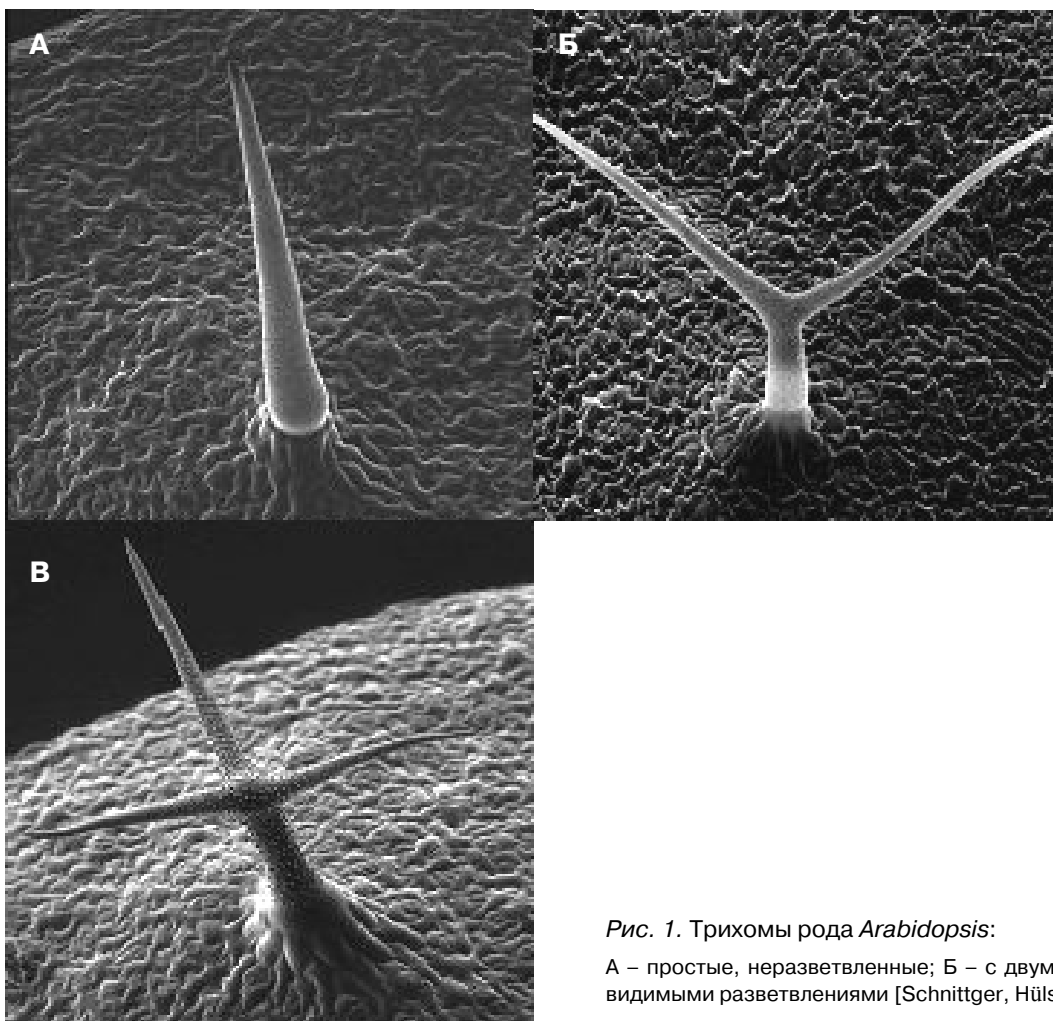 А
Б
В
Рис. 1. Трихомы рода Arabidopsis:
А – простые, неразветвленные; Б – с двум
видимыми разветвлениями [Schnittger, Hüls